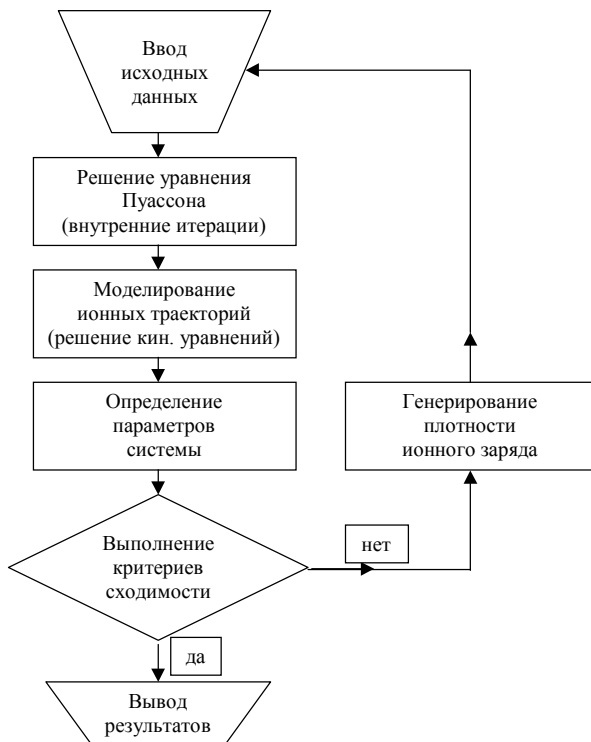 Ввод
исходных
данных
Решение уравнения
Пуассона
(внутренние итерации)
Моделирование
ионных траекторий
(решение кин. уравнений)
Определение
параметров
системы
Генерирование
плотности
ионного заряда
Выполнение
критериев
сходимости
нет
да
Вывод
результатов